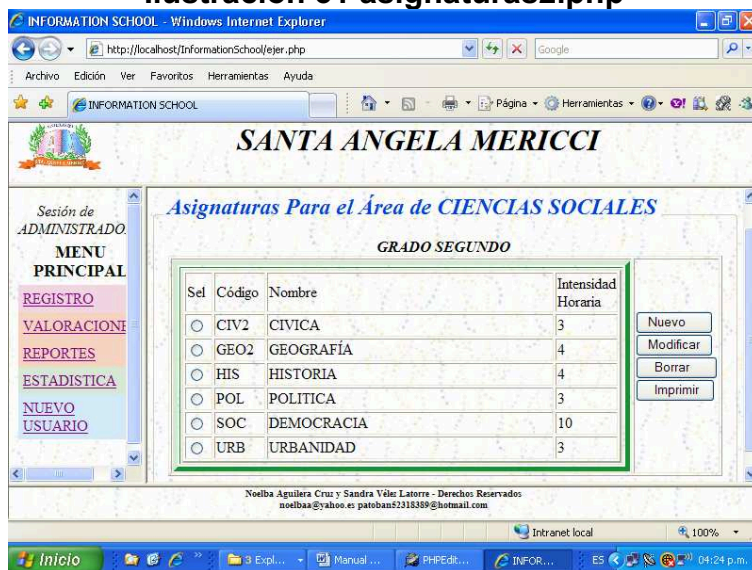 INFORMATION SCHOOL - Windows Internet Explorer
http://localhost/InformationSchool/ejer.php
Google
Archivo Edición Ver Favoritos Herramientas Ayuda
INFORMATION SCHOOL
Página Herramientas
SANTA ANGELA MERICCI
Sesión de
ADMINISTRADO
MENU
PRINCIPAL
REGISTRO
VALORACIONE
REPORTES
ESTADISTICA
NUEVO
USUARIO
Asignaturas Para el Área de CIENCIAS SOCIALES
GRADO SEGUNDO
Sel Código Nombre Intensidad
Horaria
CIV2 CIVICA 3
GEO2 GEOGRAFÍA 4
HIS HISTORIA 4
POL POLITICA 3
SOC DEMOCRACIA 10
URB URBANIDAD 3
Nuevo
Modificar
Borrar
Imprimir
Noelba Aguilera Cruz y Sandra Vélez Latorre - Derechos Reservados
noelbaa@yahoo.es patoban52318389@hotmail.com
Intranet local 100%
Inicio 3 Expl... Manual ... PHPEdit... INFOR... ES 04:24 p.m.